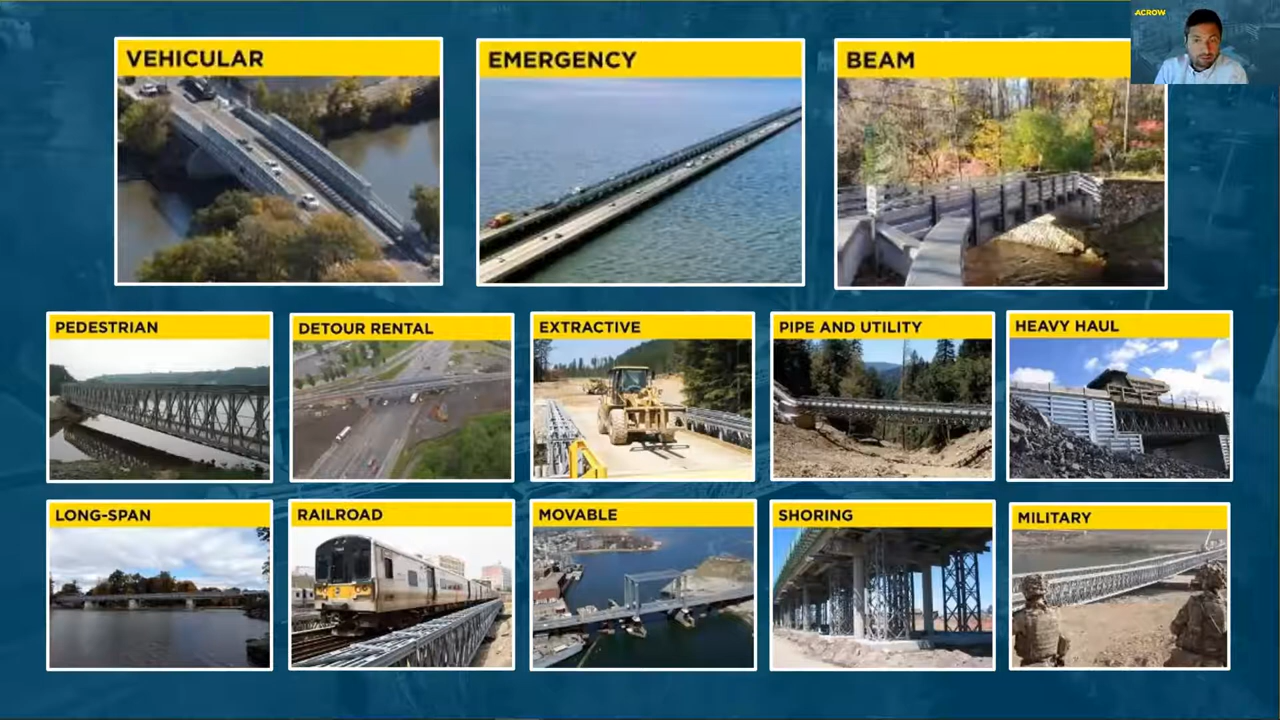 ACROW
VEHICULAR
EMERGENCY
BEAM
PEDESTRIAN
DETOUR RENTAL
EXTRACTIVE
PIPE AND UTILITY
HEAVY HAUL
LONG-SPAN
RAILROAD
MOVABLE
SHORING
MILITARY